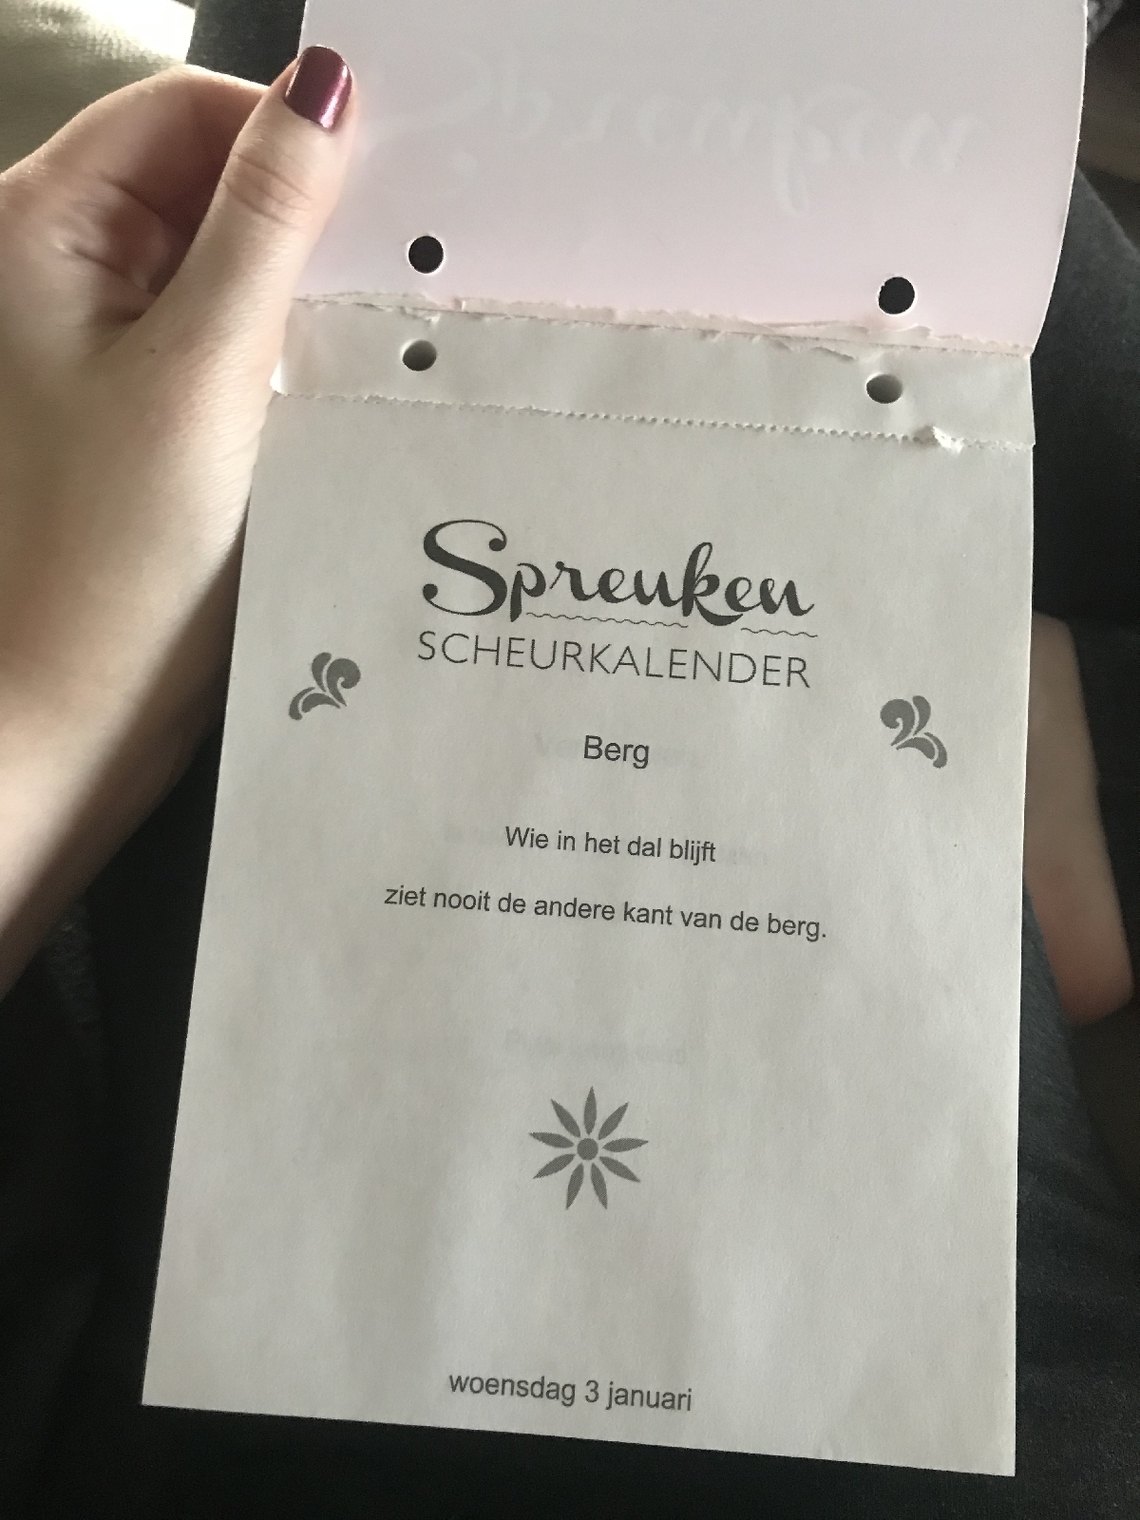 Spreuken
Spreuken
SCHEURKALENDER
Berg
Wie in het dal blijft
ziet nooit de andere kant van de berg.
woensdag 3 januari